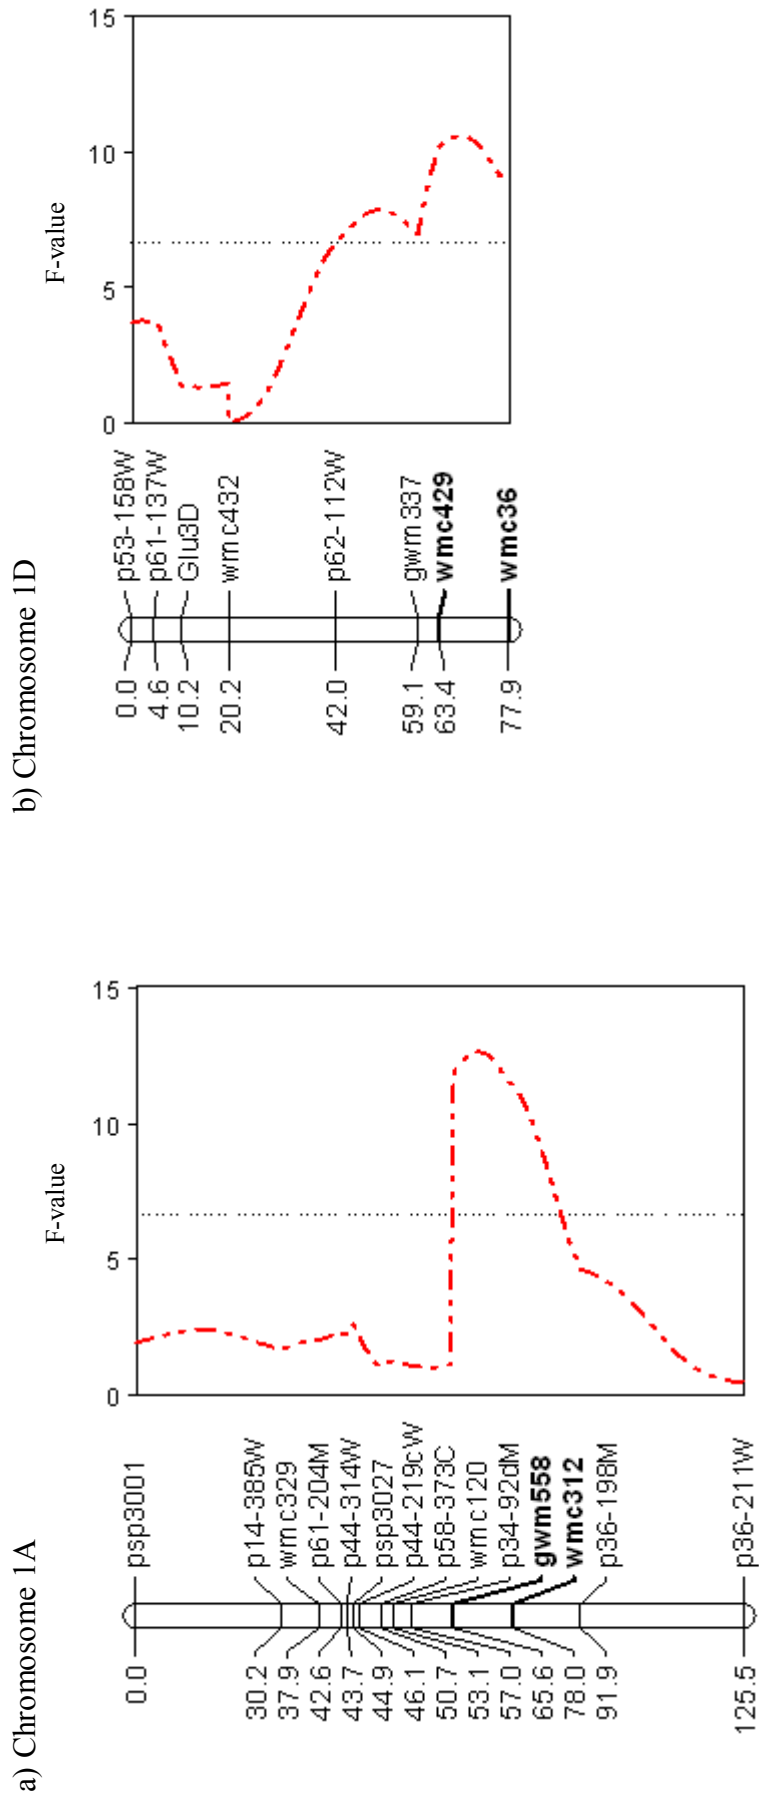 a) Chromosome 1A
0.0 psp3001
30.2 p14-385W
37.9 wmc329
42.6 p61-204M
43.7 p44-314W
44.9 psp3027
46.1 p44-219cW
50.7 p58-373C
53.1 wmc120
57.0 p34-92dM
65.6 gwm558
78.0 wmc312
91.9 p36-198M
125.5 p36-211W
F-value
0 5 10 15
b) Chromosome 1D
0.0 p53-158W
4.6 p61-137W
10.2 Glu3D
20.2 wmc432
42.0 p62-112W
59.1 gwm337
63.4 wmc429
77.9 wmc36
F-value
0 5 10 15